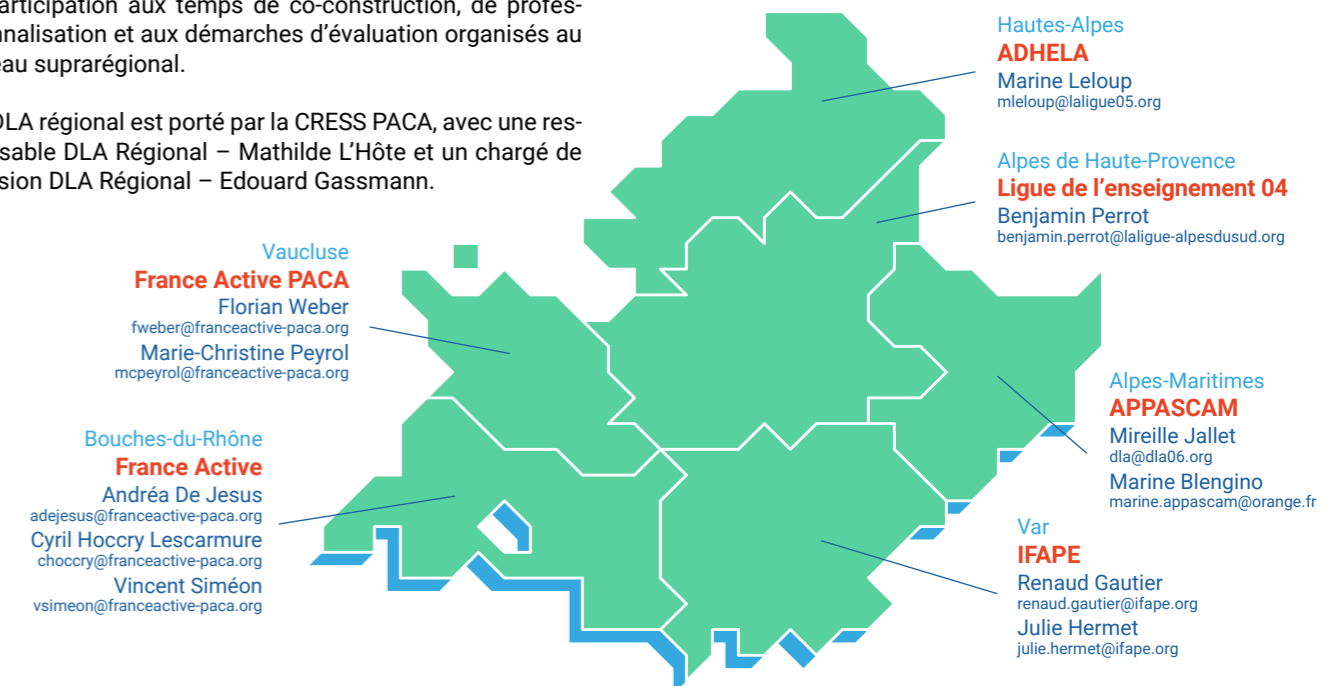 articipation aux temps de co-construction, de profes-
nnalisation et aux démarches d'évaluation organisés au
eau suprarégional.
DLA régional est porté par la CRESS PACA, avec une res-
sable DLA Régional – Mathilde L'Hôte et un chargé de
sion DLA Régional – Edouard Gassmann.
Hautes-Alpes
ADHELA
Marine Leloup
mleloup@laligue05.org
Alpes de Haute-Provence
Ligue de l'enseignement 04
Benjamin Perrot
benjamin.perrot@laligue-alpesdusud.org
Vaucluse
France Active PACA
Florian Weber
fweber@franceactive-paca.org
Marie-Christine Peyrol
mcpeyrol@franceactive-paca.org
Alpes-Maritimes
APPASCAM
Mireille Jallet
dla@dla06.org
Marine Blengino
marine.appascam@orange.fr
Bouches-du-Rhône
France Active
Andréa De Jesus
adejesus@franceactive-paca.org
Cyril Hoccry Lescarmure
choccry@franceactive-paca.org
Vincent Siméon
vsimeon@franceactive-paca.org
Var
IFAPE
Renaud Gautier
renaud.gautier@ifape.org
Julie Hermet
julie.hermet@ifape.org